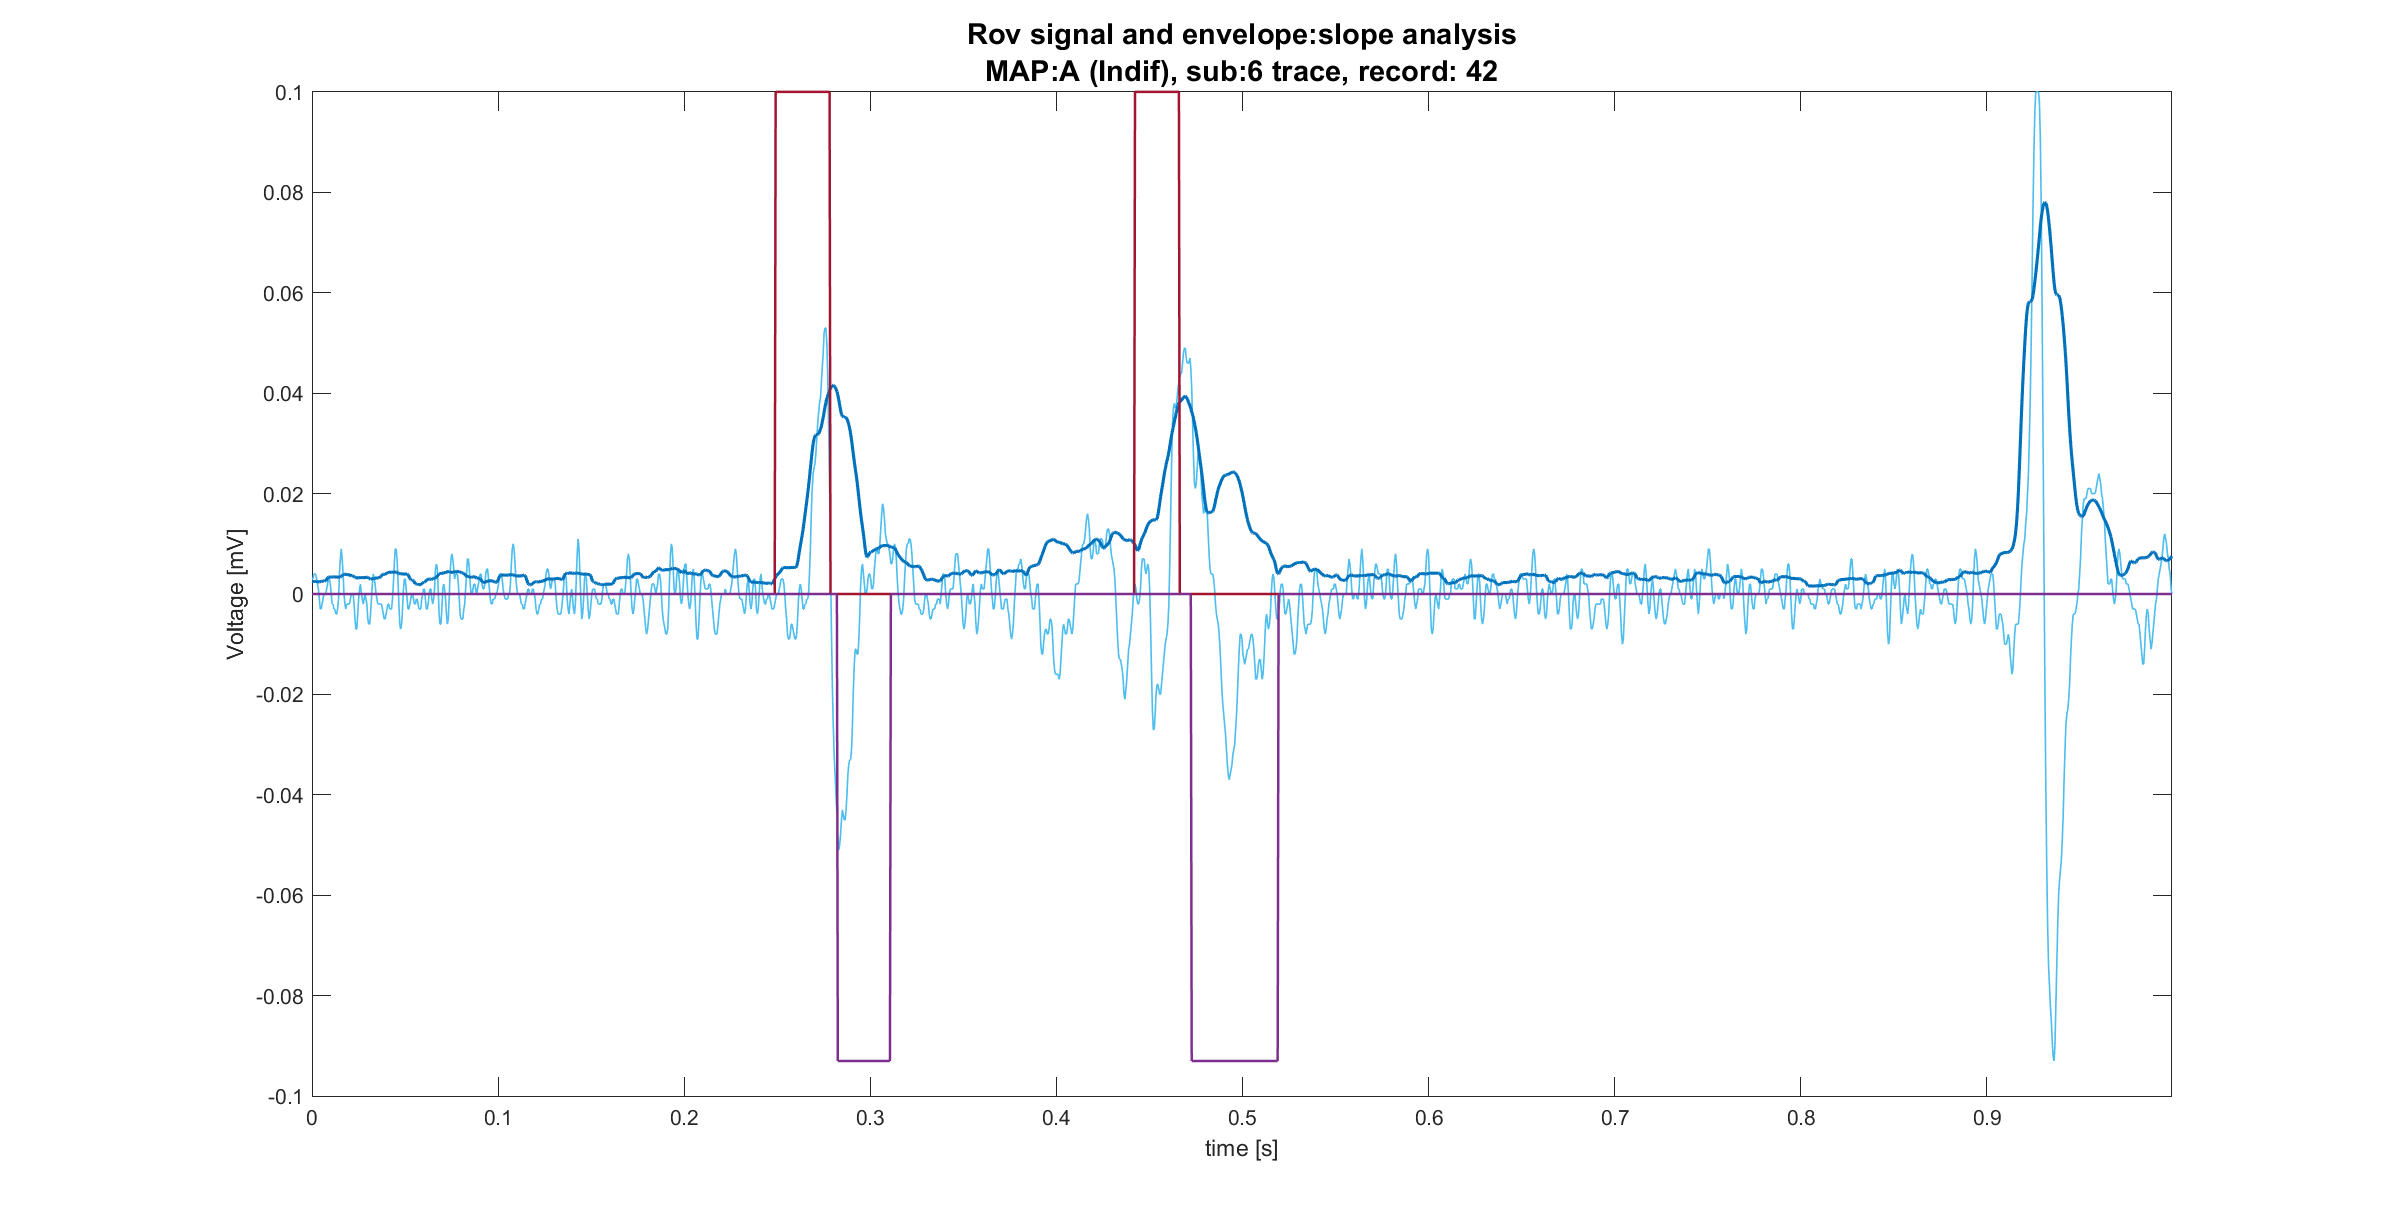 Rov signal and envelope:slope analysis
MAP:A (Indif), sub:6 trace, record: 42
0.1
0.08
0.06
0.04
0.02
0
-0.02
-0.04
-0.06
-0.08
-0.1
Voltage [mV]
0 0.1 0.2 0.3 0.4 0.5 0.6 0.7 0.8 0.9
time [s]